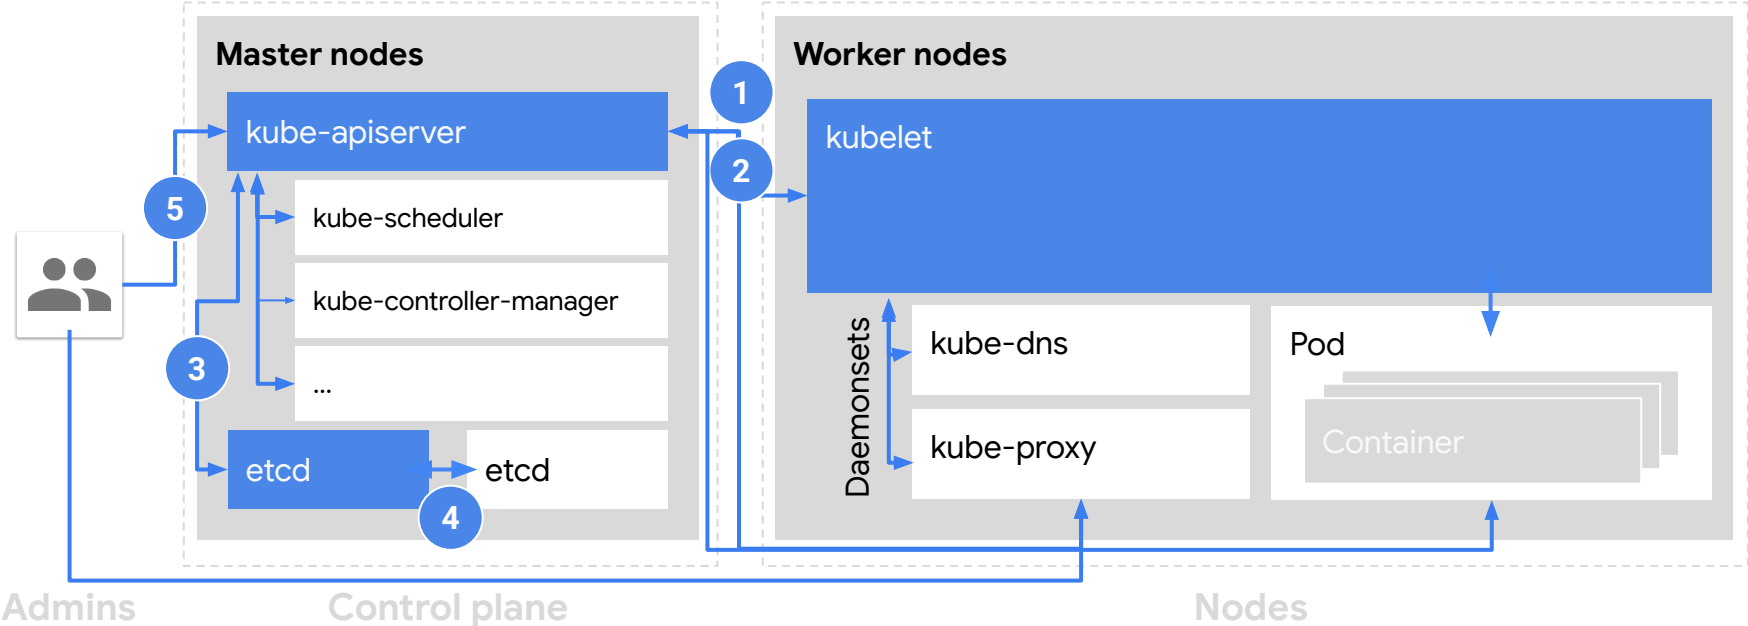 Master nodes
kube-apiserver
kube-scheduler
kube-controller-manager
...
etcd
etcd
Worker nodes
kubelet
Daemonsets
kube-dns
kube-proxy
Pod
Container
1
2
3
4
5
Admins
Control plane
Nodes